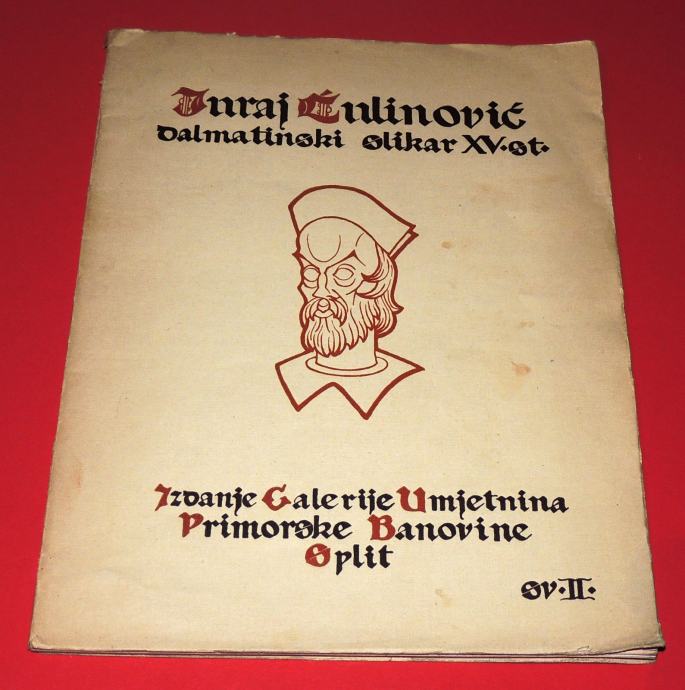 Juraj Ćulinović
dalmatinski slikar XV. st.
Izdanje Galerije Umjetnina
Primorske Banovine
Split
sv. II.